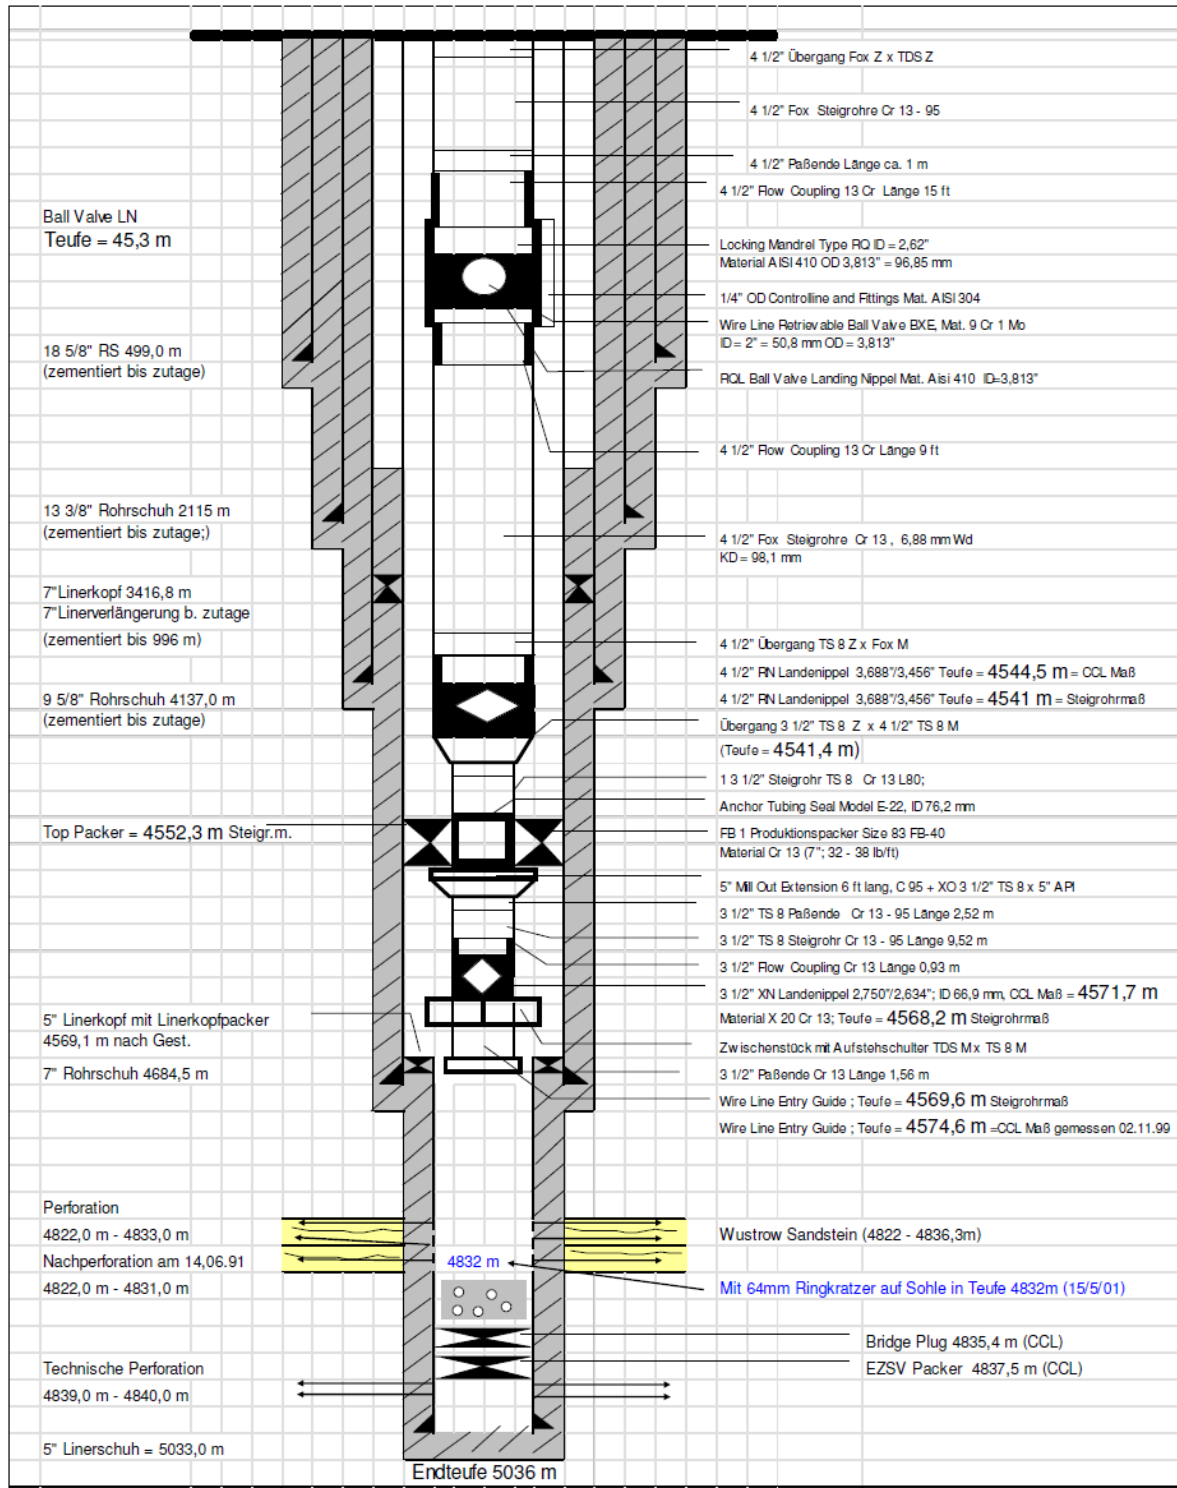 4 1/2" Übergang Fox Z x TDS Z
4 1/2" Fox Steigrohre Cr 13 - 95
4 1/2" Paßende Länge ca. 1 m
4 1/2" Flow Coupling 13 Cr Länge 15 ft
Ball Valve LN
Teufe = 45,3 m
Locking Mandrel Type RQ ID = 2,62"
Material AISI 410 OD 3,813" = 96,85 mm
1/4" OD Controlline and Fittings Mat. AISI 304
Wire Line Retrievable Ball Valve BXE, Mat. 9 Cr 1 Mo
ID= 2" = 50,8 mm OD = 3,813"
18 5/8" RS 499,0 m
(zementiert bis zutage)
RQL Ball Valve Landing Nippel Mat. Aisi 410 ID=3,813"
4 1/2" Flow Coupling 13 Cr Länge 9 ft
13 3/8" Rohrschuh 2115 m
(zementiert bis zutage;)
4 1/2" Fox Steigrohre Cr 13 , 6,88 mm Wd
KD = 98,1 mm
7"Linerkopf 3416,8 m
7"Linerverlängerung b. zutage
(zementiert bis 996 m)
4 1/2" Übergang TS 8 Z x Fox M
4 1/2" RN Landenippel 3,688"/3,456" Teufe = 4544,5 m = CCL Maß
9 5/8" Rohrschuh 4137,0 m
(zementiert bis zutage)
4 1/2" RN Landenippel 3,688"/3,456" Teufe = 4541 m = Steigrohrmaß
Übergang 3 1/2" TS 8 Z x 4 1/2" TS 8 M
(Teufe = 4541,4 m)
1 3 1/2" Steigrohr TS 8 Cr 13 L80;
Anchor Tubing Seal Model E-22, ID 76,2 mm
Top Packer = 4552,3 m Steigr.m.
FB 1 Produktionspacker Size 83 FB-40
Material Cr 13 (7"; 32 - 38 lb/ft)
5" Mill Out Extension 6 ft lang, C 95 + XO 3 1/2" TS 8 x 5" API
3 1/2" TS 8 Paßende Cr 13 - 95 Länge 2,52 m
3 1/2" TS 8 Steigrohr Cr 13 - 95 Länge 9,52 m
3 1/2" Flow Coupling Cr 13 Länge 0,93 m
3 1/2" XN Landenippel 2,750"/2,634"; ID 66,9 mm, CCL Maß = 4571,7 m
Material X 20 Cr 13; Teufe = 4568,2 m Steigrohrmaß
5" Linerkopf mit Linerkopfpacker
4569,1 m nach Gest.
Zwischenstück mit Aufstehschulter TDS M x TS 8 M
7" Rohrschuh 4684,5 m
3 1/2" Paßende Cr 13 Länge 1,56 m
Wire Line Entry Guide ; Teufe = 4569,6 m Steigrohrmaß
Wire Line Entry Guide ; Teufe = 4574,6 m =CCL Maß gemessen 02.11.99
Perforation
4822,0 m - 4833,0 m
Wustrow Sandstein (4822 - 4836,3m)
Nachperforation am 14,06.91
4822,0 m - 4831,0 m
4832 m
Mit 64mm Ringkratzer auf Sohle in Teufe 4832m (15/5/01)
Bridge Plug 4835,4 m (CCL)
EZSV Packer 4837,5 m (CCL)
Technische Perforation
4839,0 m - 4840,0 m
5" Linerschuh = 5033,0 m
Endteufe 5036 m